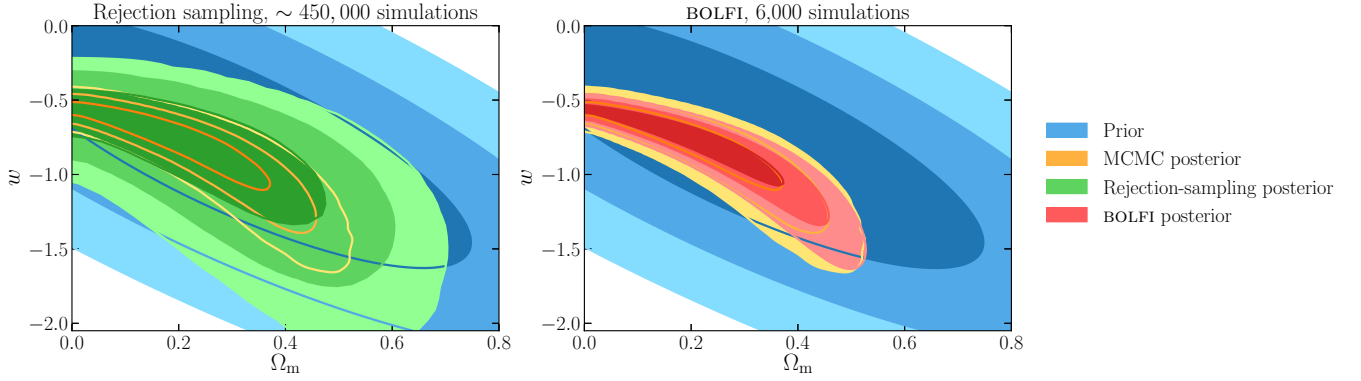 Rejection sampling, ∼ 450,000 simulations
0.0
−0.5
−1.0
−1.5
−2.0
w
0.0 0.2 0.4 0.6 0.8
Ωm
BOLFI, 6,000 simulations
0.0
−0.5
−1.0
−1.5
−2.0
w
0.0 0.2 0.4 0.6 0.8
Ωm
Prior
MCMC posterior
Rejection-sampling posterior
BOLFI posterior